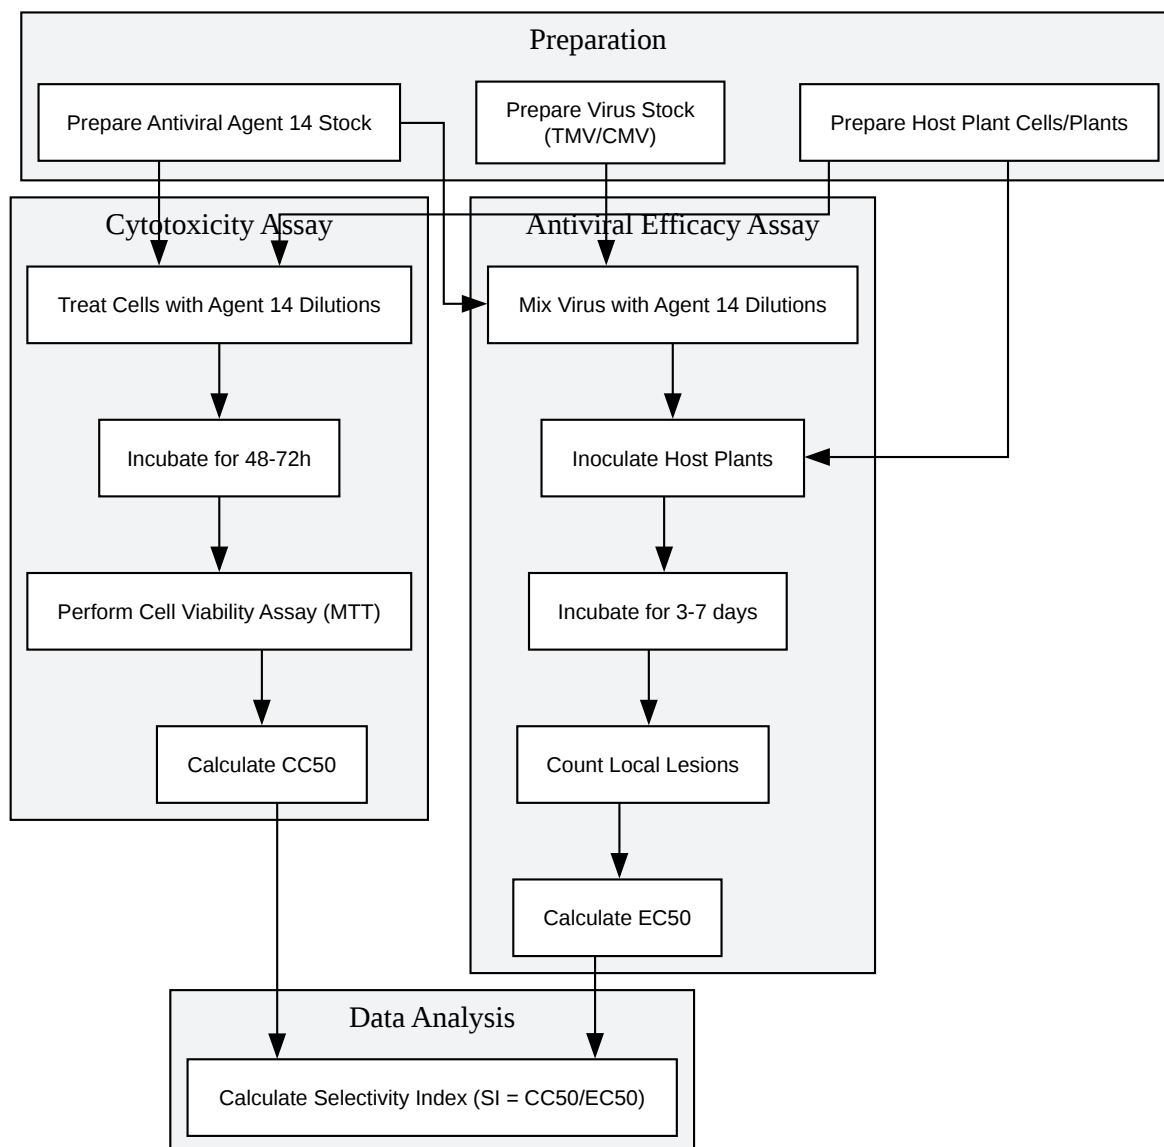 Preparation
Prepare Antiviral Agent 14 Stock
Prepare Virus Stock
(TMV/CMV)
Prepare Host Plant Cells/Plants
Cytotoxicity Assay
Treat Cells with Agent 14 Dilutions
Incubate for 48-72h
Perform Cell Viability Assay (MTT)
Calculate CC50
Antiviral Efficacy Assay
Mix Virus with Agent 14 Dilutions
Inoculate Host Plants
Incubate for 3-7 days
Count Local Lesions
Calculate EC50
Data Analysis
Calculate Selectivity Index (SI = CC50/EC50)